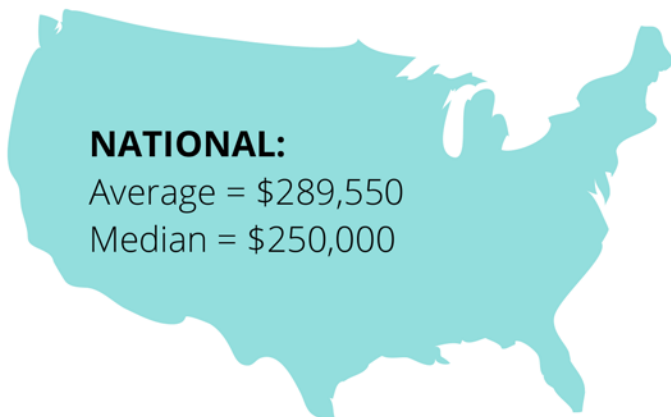 NATIONAL:
Average = $289,550
Median = $250,000